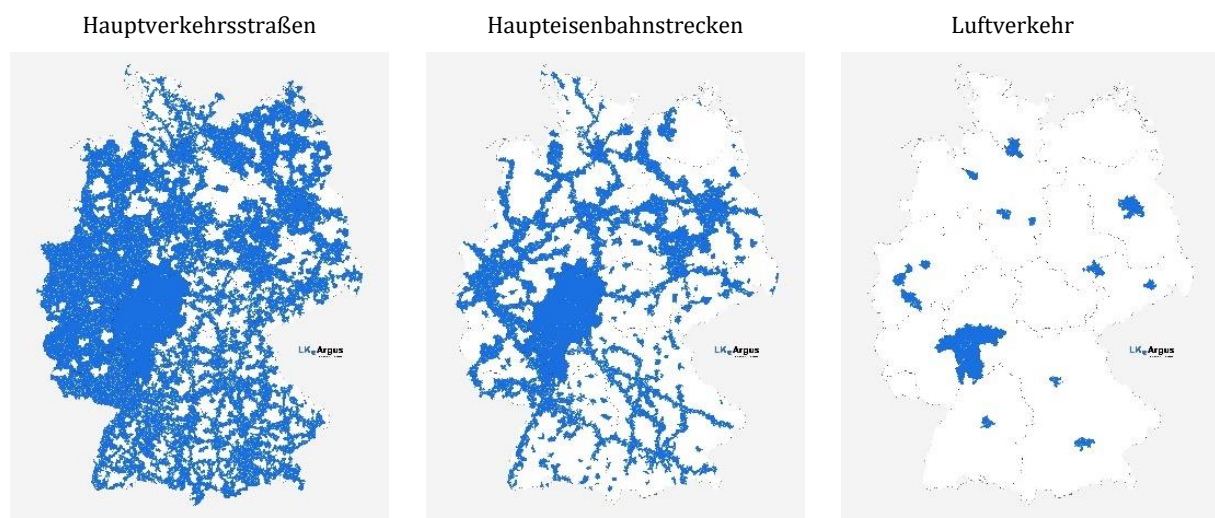 Hauptverkehrsstraßen
Haupteisenbahnstrecken
Luftverkehr
LK Argus
LK Argus
LK Argus